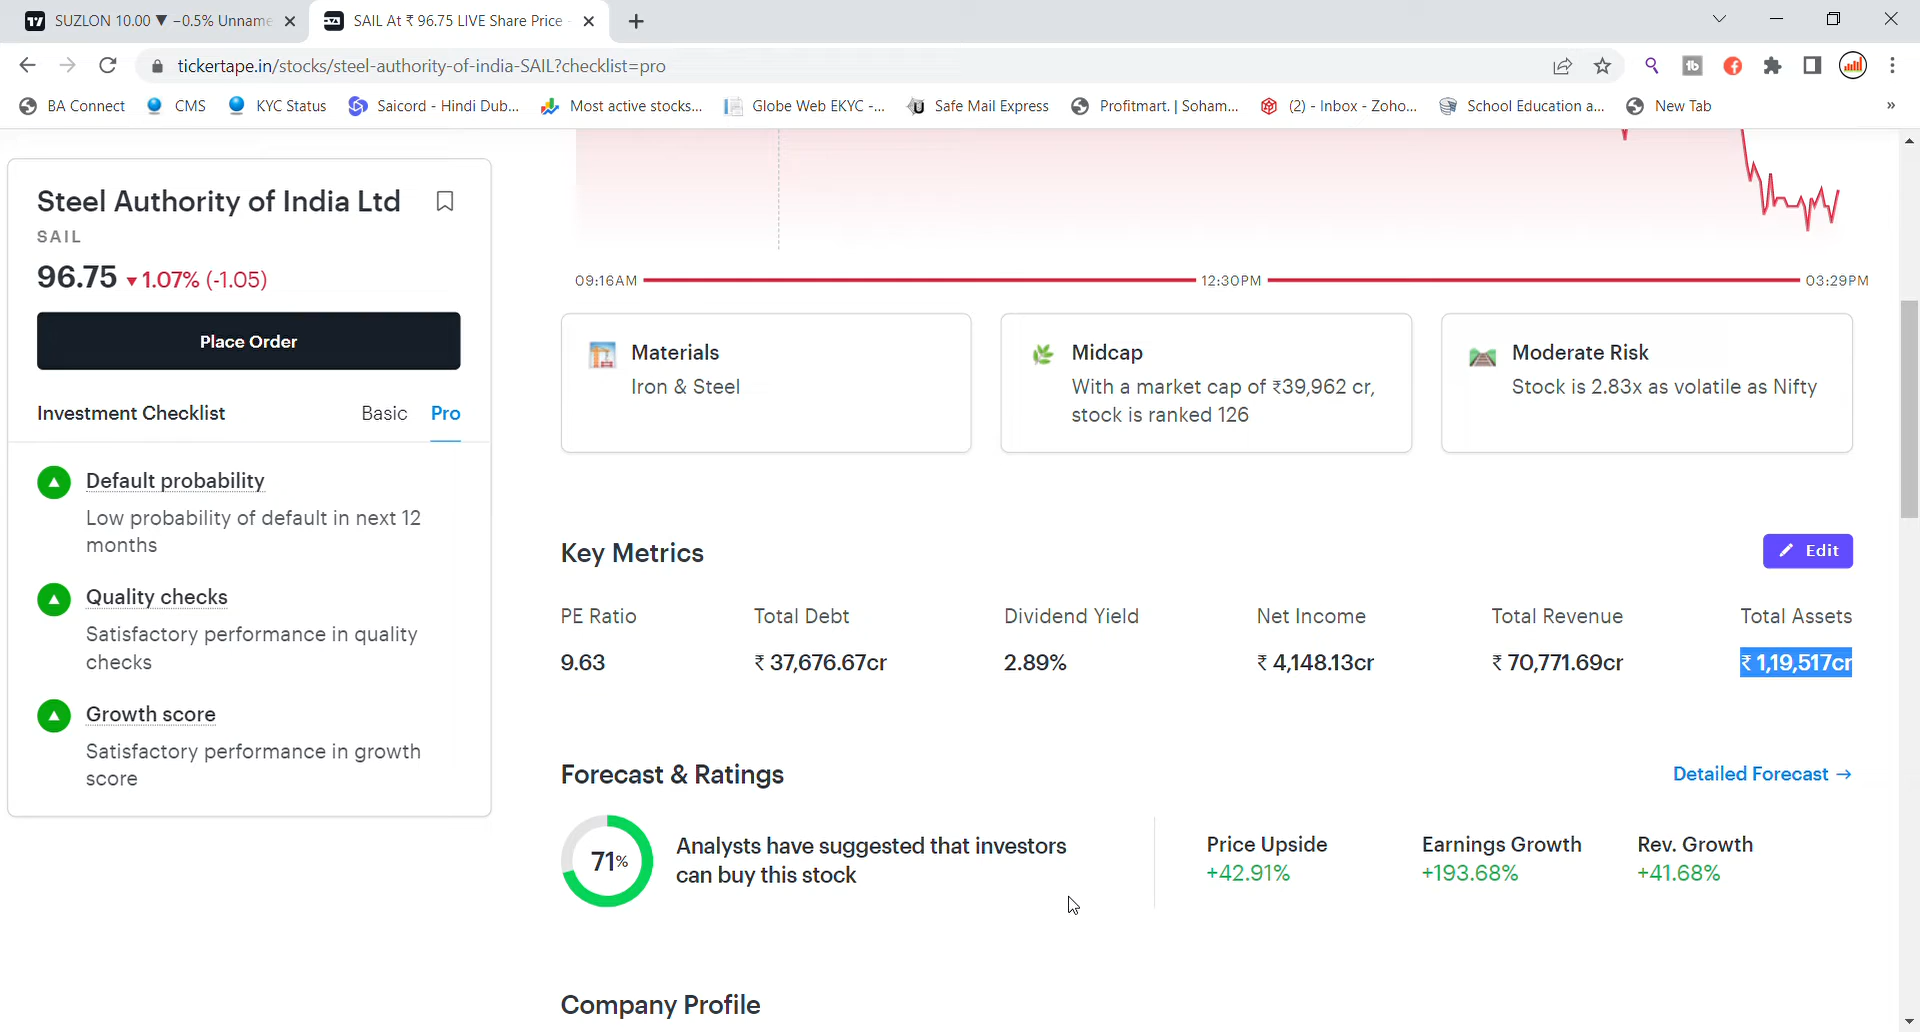 SUZLON 10.00 ▼ −0.5% Unname
SAIL At ₹ 96.75 LIVE Share Price
tickertape.in/stocks/steel-authority-of-india-SAIL?checklist=pro
BA Connect
CMS
KYC Status
Saicord - Hindi Dub...
Most active stocks...
Globe Web EKYC -...
Safe Mail Express
Profitmart. | Soham...
(2) - Inbox - Zoho...
School Education a...
New Tab
»
Steel Authority of India Ltd
SAIL
96.75 ▼ 1.07% (-1.05)
Place Order
Investment Checklist
Basic
Pro
Default probability
Low probability of default in next 12
months
Quality checks
Satisfactory performance in quality
checks
Growth score
Satisfactory performance in growth
score
09:16AM
12:30PM
03:29PM
Materials
Iron & Steel
Midcap
With a market cap of ₹39,962 cr,
stock is ranked 126
Moderate Risk
Stock is 2.83x as volatile as Nifty
Key Metrics
Edit
PE Ratio
9.63
Total Debt
₹ 37,676.67cr
Dividend Yield
2.89%
Net Income
₹ 4,148.13cr
Total Revenue
₹ 70,771.69cr
Total Assets
₹ 1,19,517cr
Forecast & Ratings
Detailed Forecast →
71%
Analysts have suggested that investors
can buy this stock
Price Upside
+42.91%
Earnings Growth
+193.68%
Rev. Growth
+41.68%
Company Profile